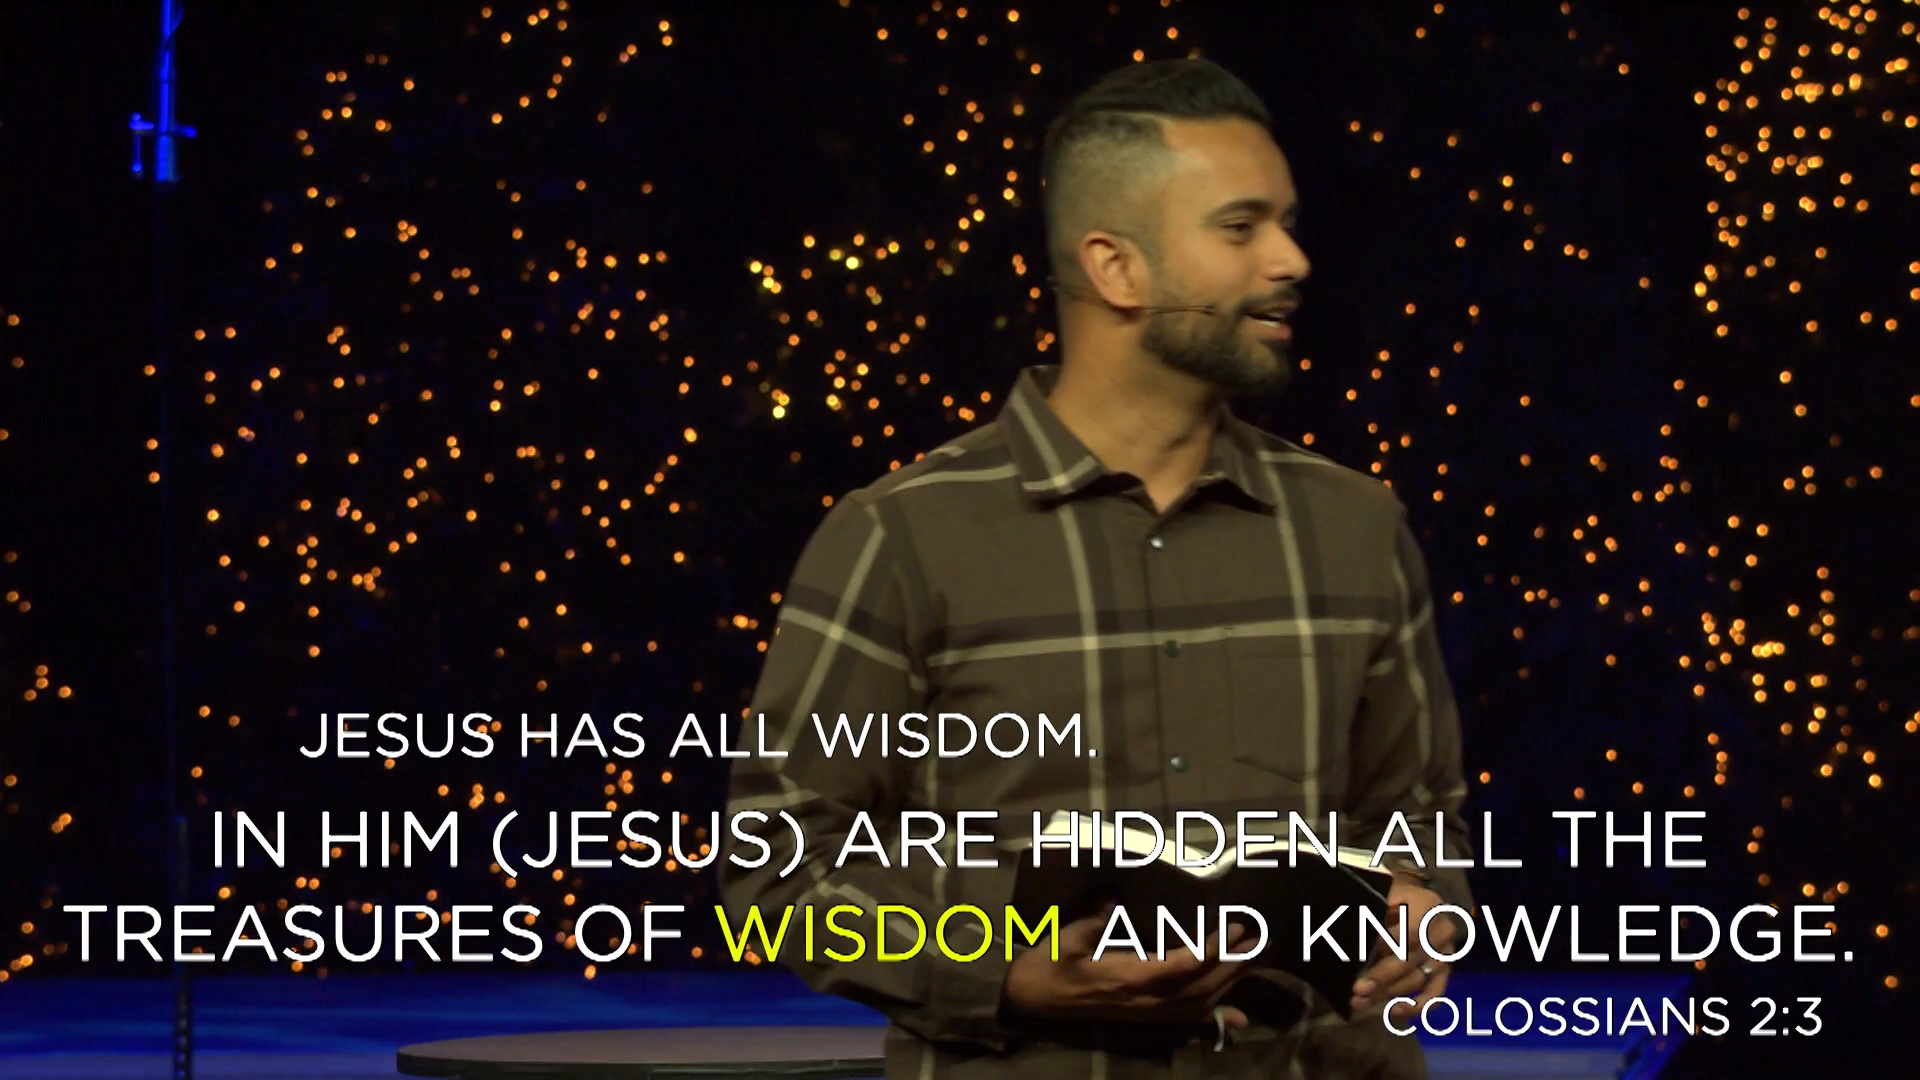 JESUS HAS ALL WISDOM.
IN HIM (JESUS) ARE HIDDEN ALL THE
TREASURES OF WISDOM AND KNOWLEDGE.
COLOSSIANS 2:3